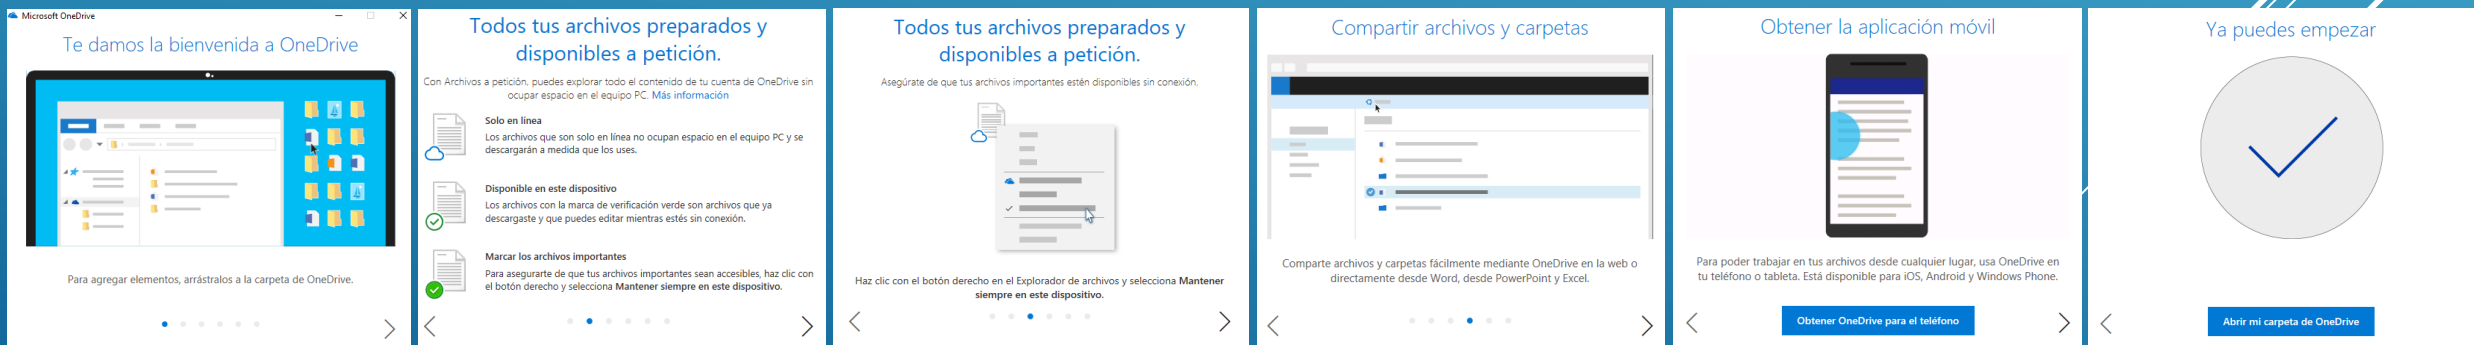 Microsoft OneDrive
Te damos la bienvenida a OneDrive
Para agregar elementos, arrástralos a la carpeta de OneDrive.
Todos tus archivos preparados y
disponibles a petición.
Con Archivos a petición, puedes explorar todo el contenido de tu cuenta de OneDrive sin
ocupar espacio en el equipo PC. Más información
Solo en línea
Los archivos que son solo en línea no ocupan espacio en el equipo PC y se
descargarán a medida que los uses.
Disponible en este dispositivo
Los archivos con la marca de verificación verde son archivos que ya
descargaste y que puedes editar mientras estés sin conexión.
Marcar los archivos importantes
Para asegurarte de que tus archivos importantes sean accesibles, haz clic con
el botón derecho y selecciona Mantener siempre en este dispositivo.
Todos tus archivos preparados y
disponibles a petición.
Asegúrate de que tus archivos importantes estén disponibles sin conexión.
Haz clic con el botón derecho en el Explorador de archivos y selecciona Mantener
siempre en este dispositivo.
Compartir archivos y carpetas
Comparte archivos y carpetas fácilmente mediante OneDrive en la web o
directamente desde Word, desde PowerPoint y Excel.
Obtener la aplicación móvil
Para poder trabajar en tus archivos desde cualquier lugar, usa OneDrive en
tu teléfono o tableta. Está disponible para iOS, Android y Windows Phone.
Obtener OneDrive para el teléfono
Ya puedes empezar
Abrir mi carpeta de OneDrive